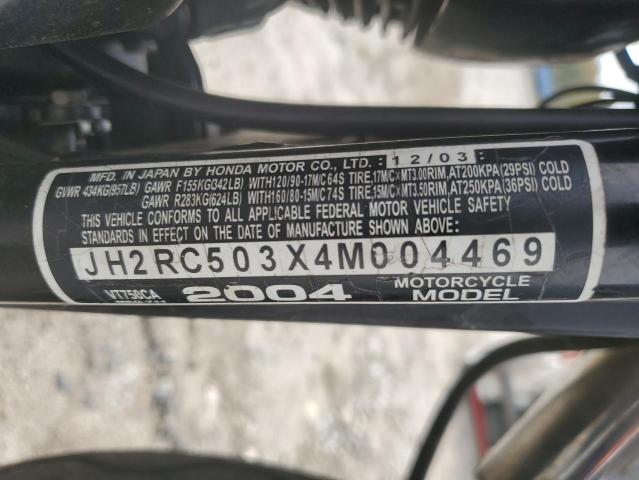 MFD. IN JAPAN BY HONDA MOTOR CO., LTD.: 12/03:
GVWR 434KG(957LB) GAWR F155KG(342LB) WITH120/90-17M/C 64S TIRE.17M/C×MT3.00RIM,AT200KPA(29PSI) COLD
GAWR R283KG(624LB) WITH160/80-15M/C74S TIRE.15M/C×MT3.50RIM,AT250KPA(36PSI) COLD
THIS VEHICLE CONFORMS TO ALL APPLICABLE FEDERAL MOTOR VEHICLE SAFETY
STANDARDS IN EFFECT ON THE DATE OF MANUFACTURE SHOWN ABOVE:
JH2RC503X4M004469
VT750CA 2004 MOTORCYCLE MODEL